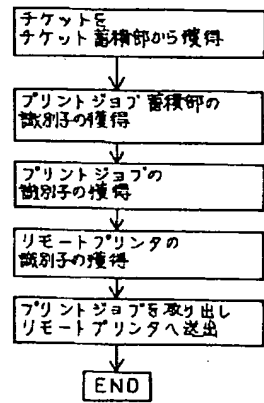 チケットを
チケット蓄積部から獲得
プリントジョブ蓄積部の
識別子の獲得
プリントジョブの
識別子の獲得
リモートプリンタの
識別子の獲得
プリントジョブを取り出し
リモートプリンタへ送出
END